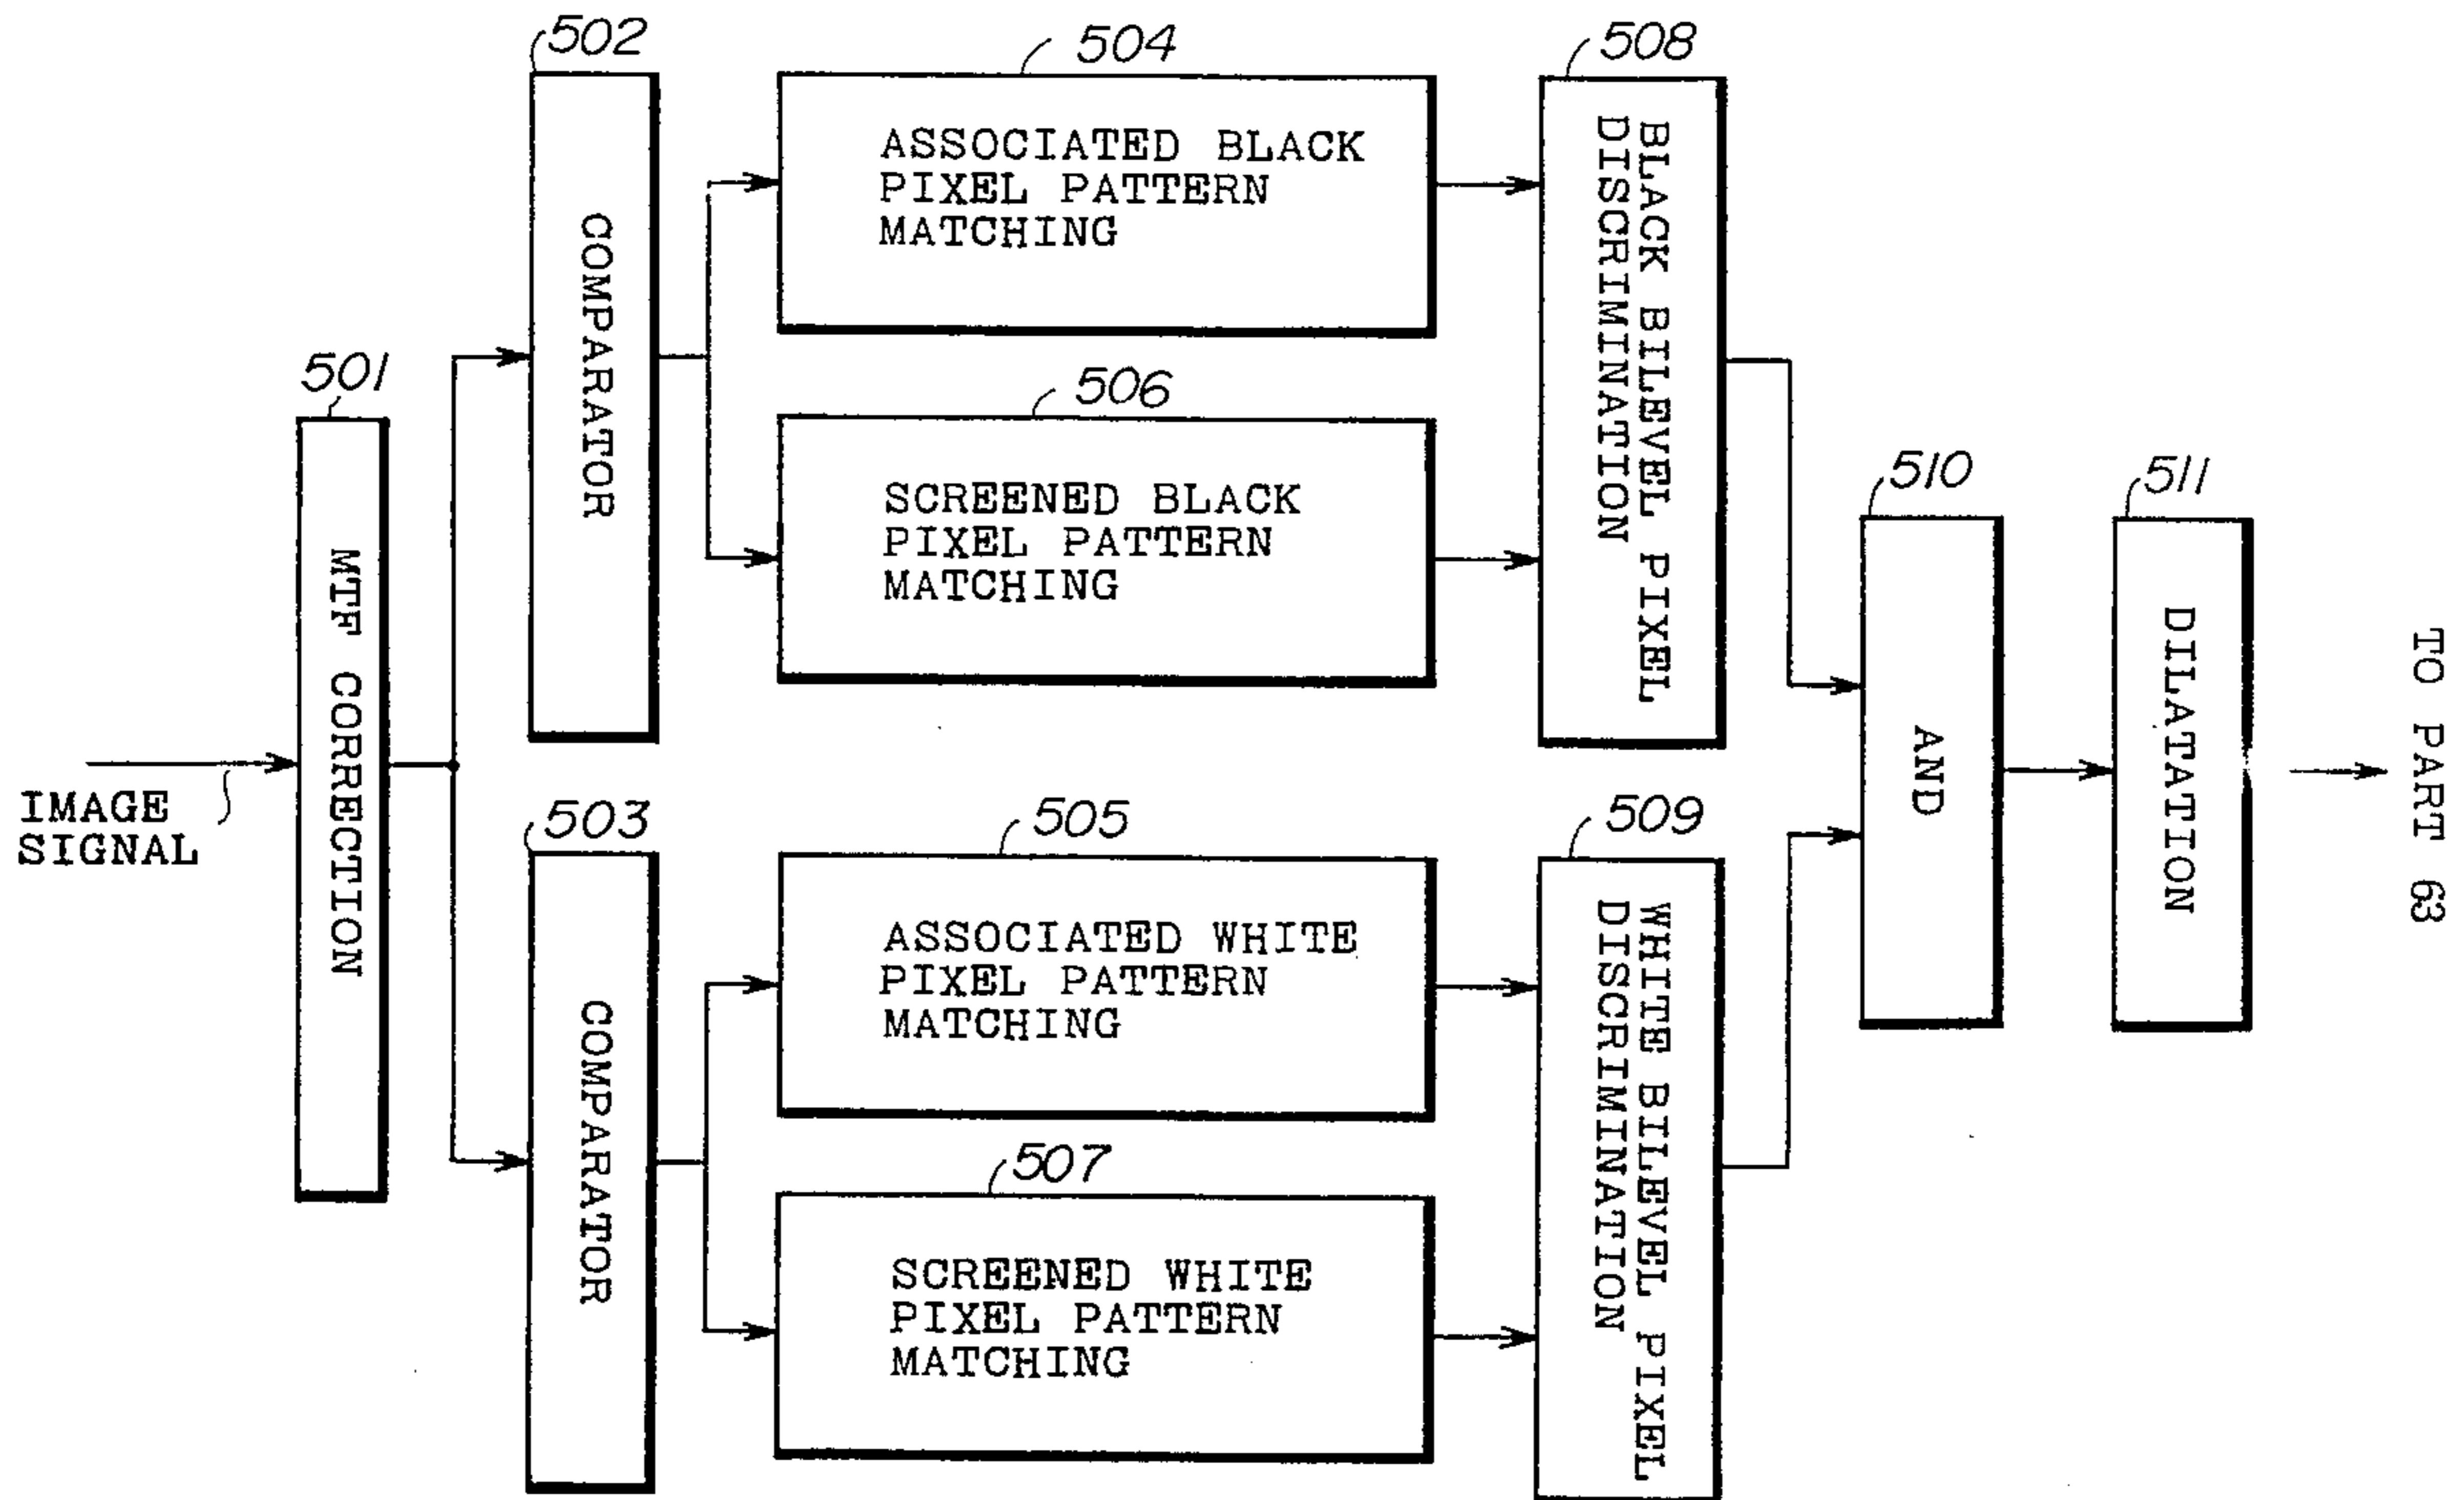 502
504
508
ASSOCIATED BLACK
PIXEL PATTERN
MATCHING
COMPARATOR
BLACK BILEVEL PIXEL
DISCRIMINATION
501
506
SCREENED BLACK
PIXEL PATTERN
MATCHING
510
511
MTF CORRECTION
AND
DILATATION
TO PART 63
IMAGE
SIGNAL
503
505
509
ASSOCIATED WHITE
PIXEL PATTERN
MATCHING
COMPARATOR
WHITE BILEVEL PIXEL
DISCRIMINATION
507
SCREENED WHITE
PIXEL PATTERN
MATCHING